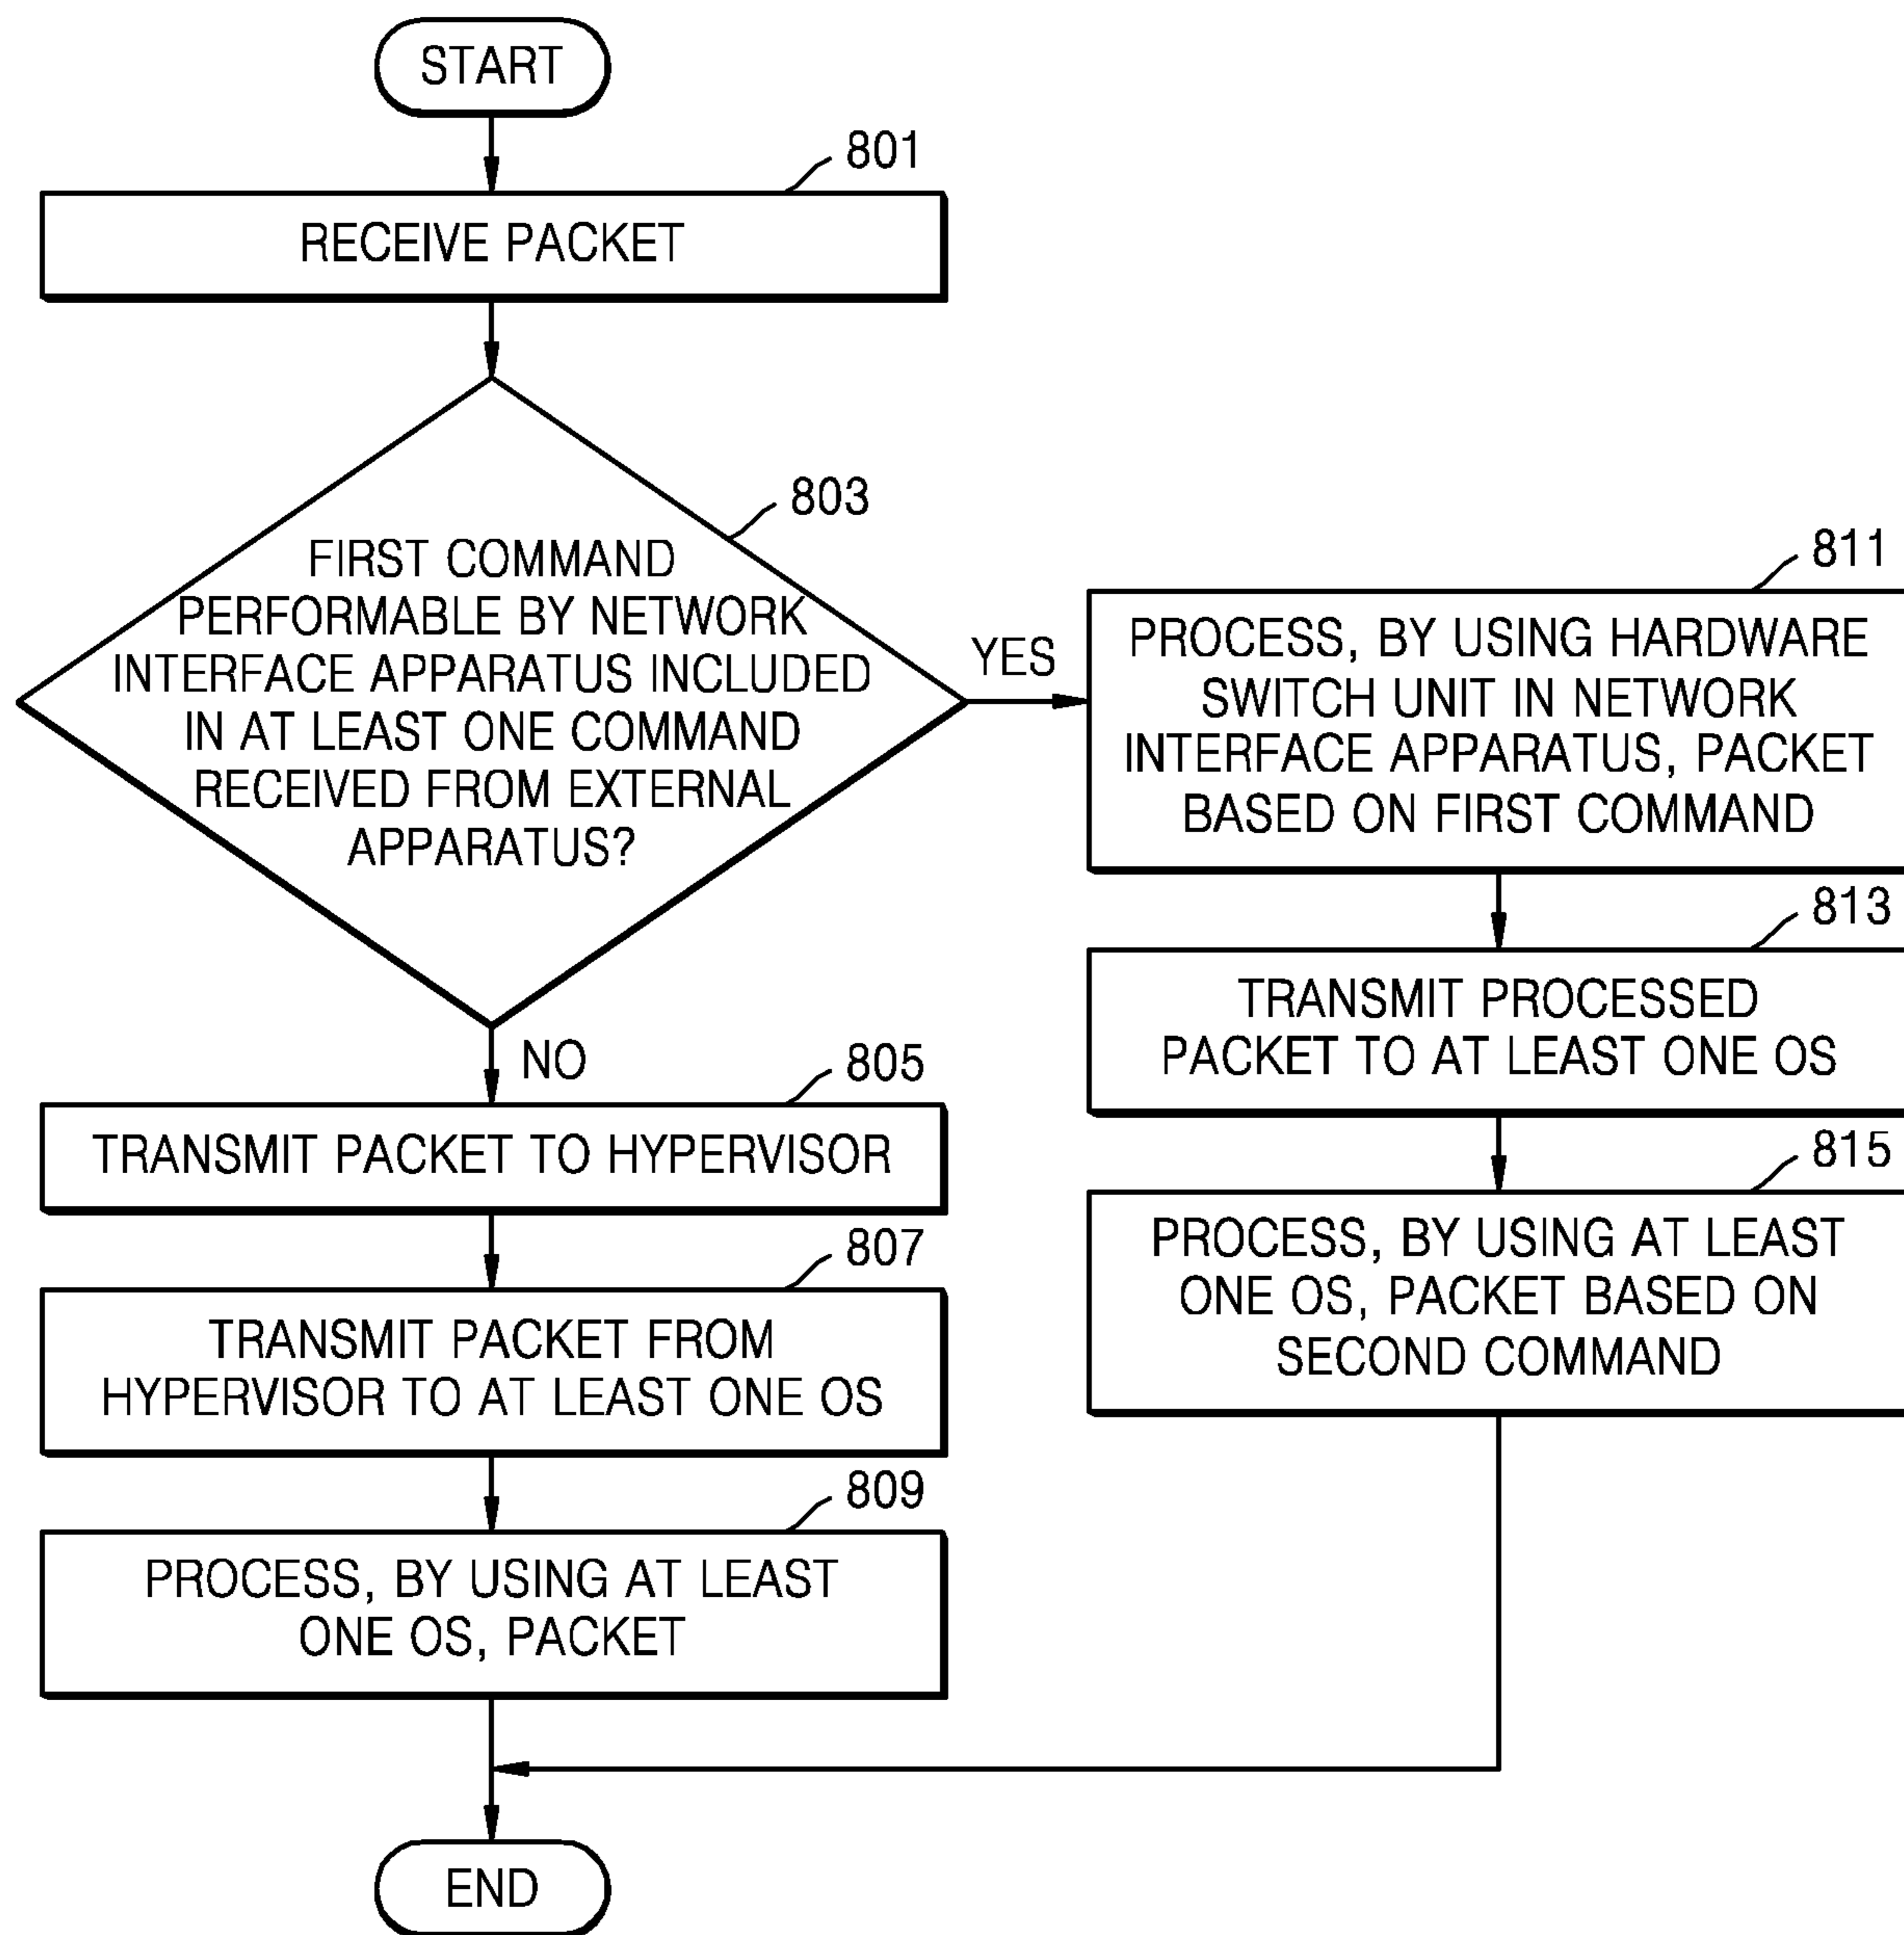 START
801
RECEIVE PACKET
803
FIRST COMMAND
PERFORMABLE BY NETWORK
INTERFACE APPARATUS INCLUDED
IN AT LEAST ONE COMMAND
RECEIVED FROM EXTERNAL
APPARATUS?
YES
NO
805
TRANSMIT PACKET TO HYPERVISOR
807
TRANSMIT PACKET FROM
HYPERVISOR TO AT LEAST ONE OS
809
PROCESS, BY USING AT LEAST
ONE OS, PACKET
811
PROCESS, BY USING HARDWARE
SWITCH UNIT IN NETWORK
INTERFACE APPARATUS, PACKET
BASED ON FIRST COMMAND
813
TRANSMIT PROCESSED
PACKET TO AT LEAST ONE OS
815
PROCESS, BY USING AT LEAST
ONE OS, PACKET BASED ON
SECOND COMMAND
END